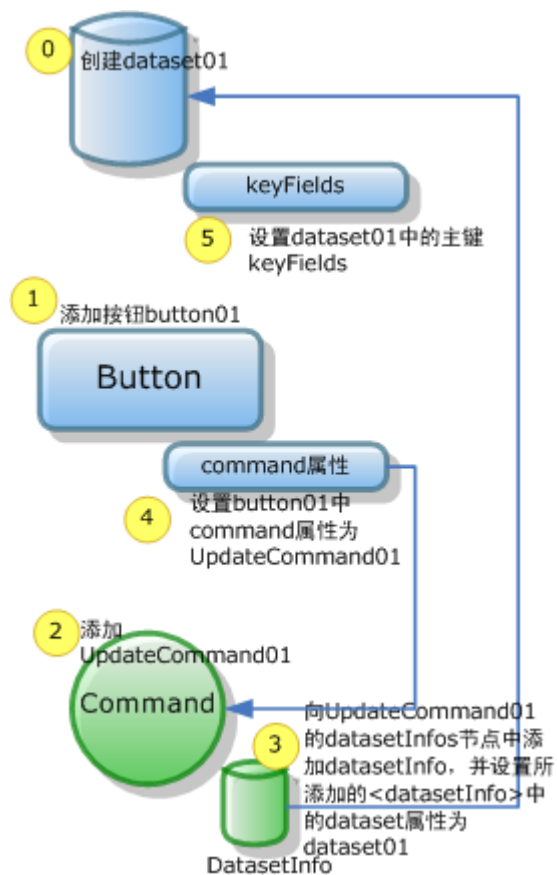 0
创建dataset01
keyFields
5
设置dataset01中的主键
keyFields
1
添加按钮button01
Button
command属性
4
设置button01中
command属性为
UpdateCommand01
2
添加
UpdateCommand01
Command
3
向UpdateCommand01
的datasetInfos节点中添
加datasetInfo，并设置所
添加的<datasetInfo>中
的dataset属性为
dataset01
DatasetInfo